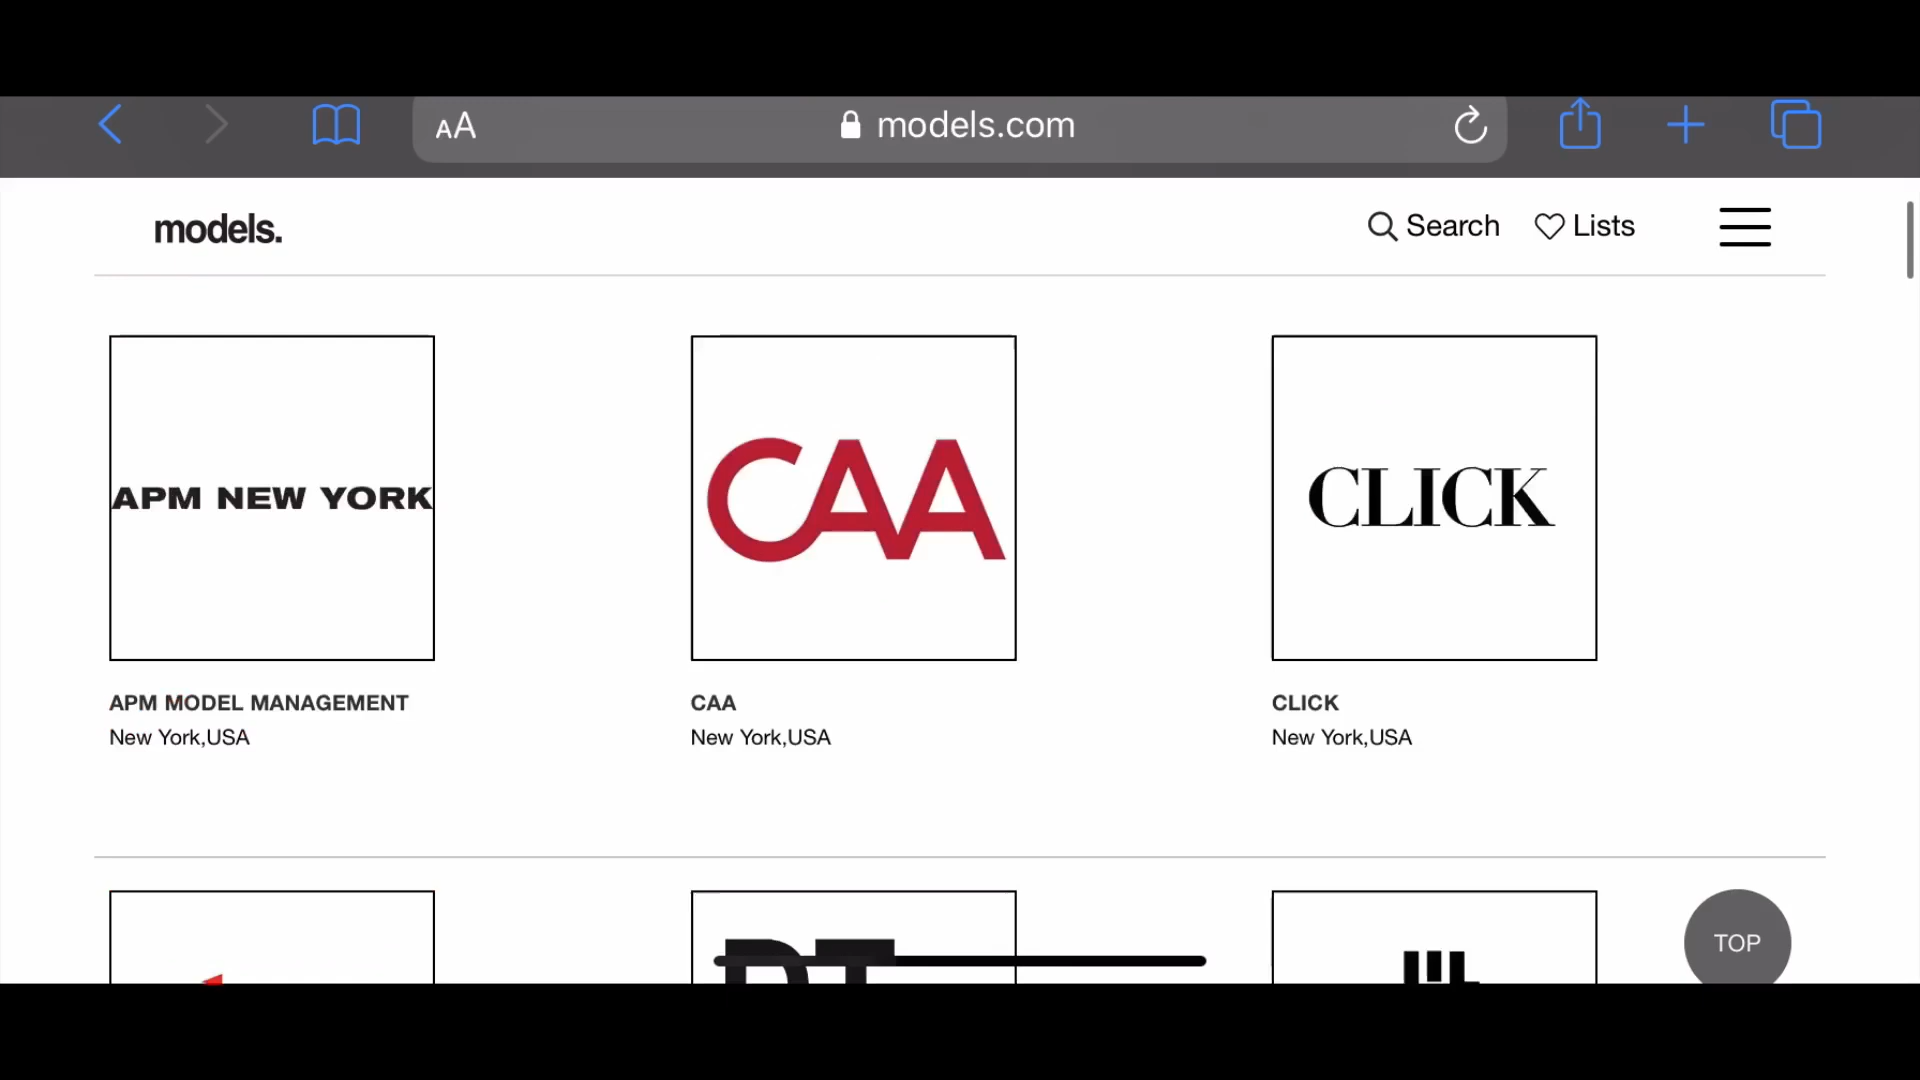 AA models.com
models. Search Lists
APM NEW YORK
CAA
CLICK
APM MODEL MANAGEMENT
New York,USA
CAA
New York,USA
CLICK
New York,USA
TOP